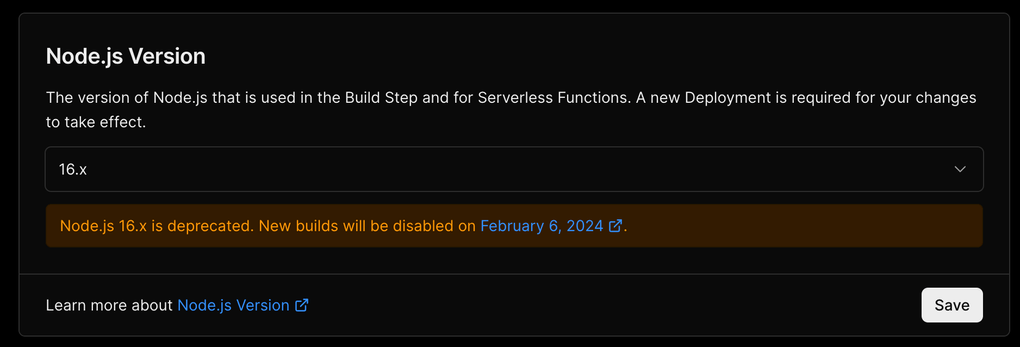 Node.js Version
The version of Node.js that is used in the Build Step and for Serverless Functions. A new Deployment is required for your changes
to take effect.
16.x
Node.js 16.x is deprecated. New builds will be disabled on February 6, 2024.
Learn more about Node.js Version
Save